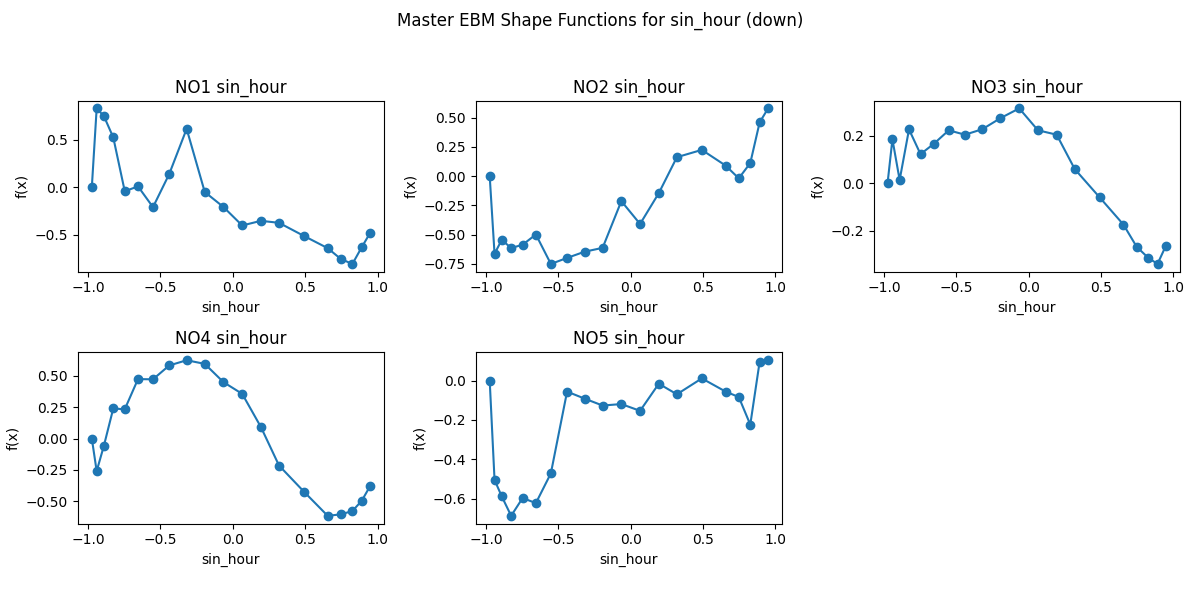 Master EBM Shape Functions for sin_hour (down)
NO1 sin_hour
NO2 sin_hour
NO3 sin_hour
f(x)
0.5
0.0
−0.5
−1.0 −0.5 0.0 0.5 1.0
sin_hour
f(x)
0.50
0.25
0.00
−0.25
−0.50
−0.75
−1.0 −0.5 0.0 0.5 1.0
sin_hour
f(x)
0.2
0.0
−0.2
−1.0 −0.5 0.0 0.5 1.0
sin_hour
NO4 sin_hour
NO5 sin_hour
f(x)
0.50
0.25
0.00
−0.25
−0.50
−1.0 −0.5 0.0 0.5 1.0
sin_hour
f(x)
0.0
−0.2
−0.4
−0.6
−1.0 −0.5 0.0 0.5 1.0
sin_hour